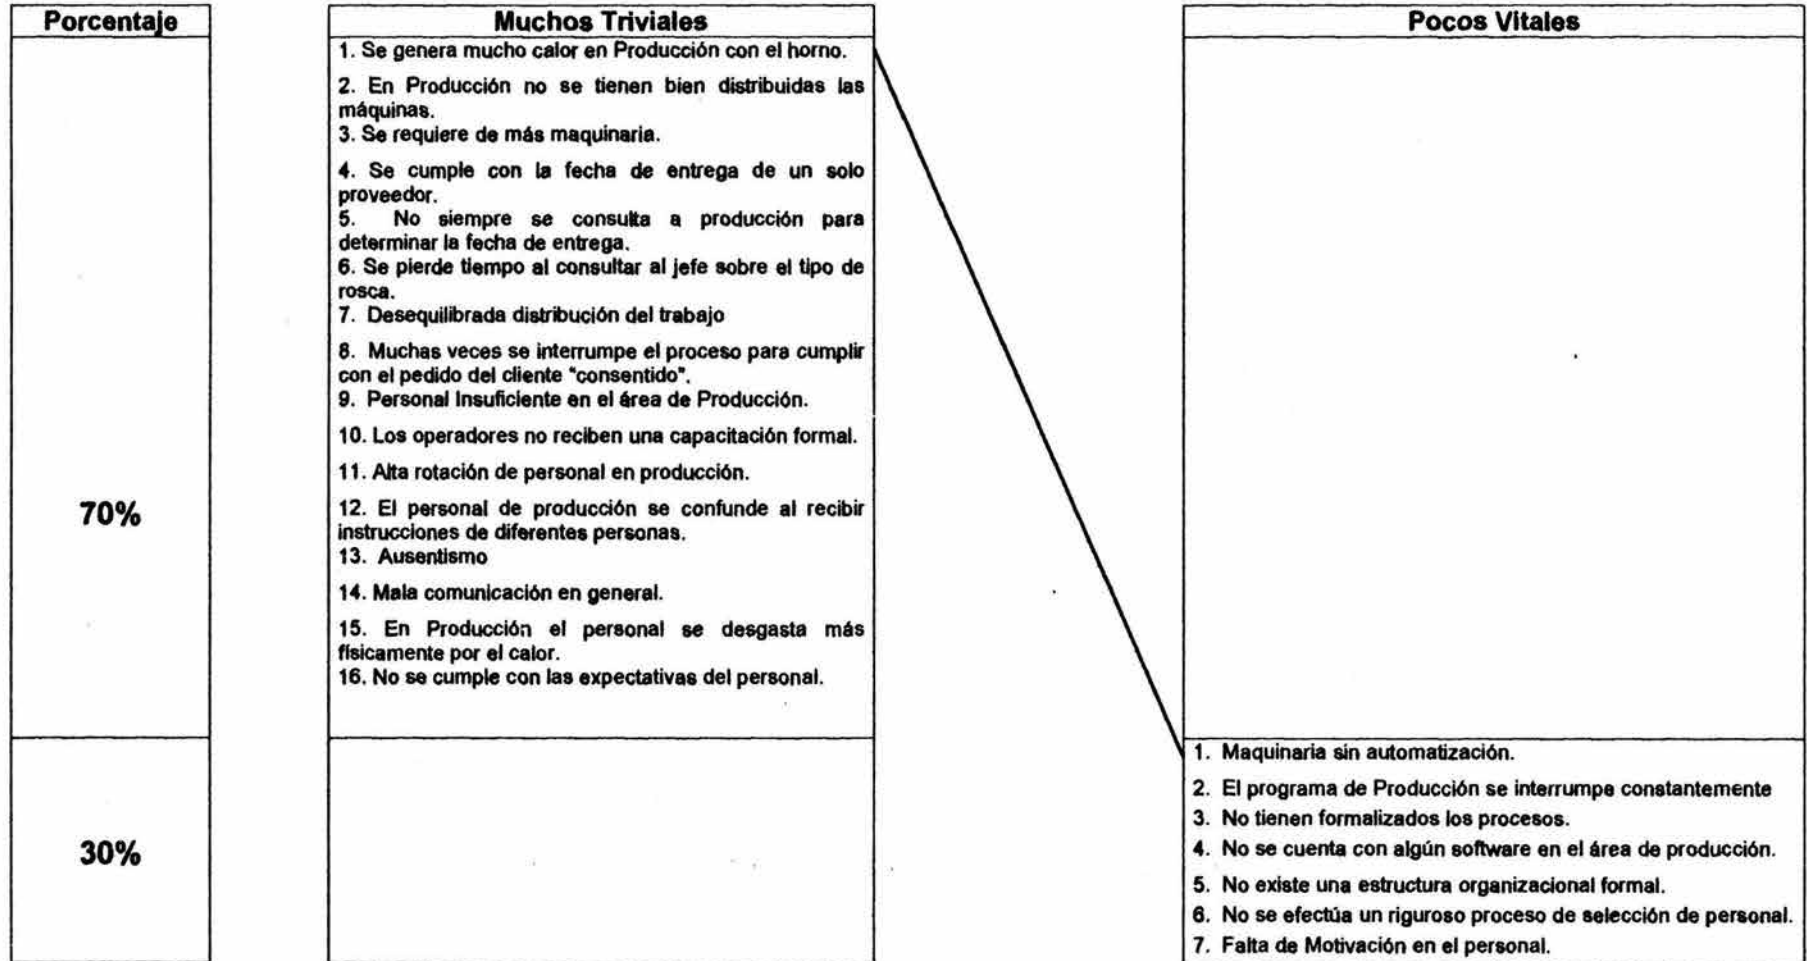 Porcentaje
Muchos Triviales
Pocos Vitales
70%
1. Se genera mucho calor en Producción con el horno.
2. En Producción no se tienen bien distribuidas las
máquinas.
3. Se requiere de más maquinaria.
4. Se cumple con la fecha de entrega de un solo
proveedor.
5. No siempre se consulta a producción para
determinar la fecha de entrega.
6. Se pierde tiempo al consultar al jefe sobre el tipo de
rosca.
7. Desequilibrada distribución del trabajo
8. Muchas veces se interrumpe el proceso para cumplir
con el pedido del cliente "consentido".
9. Personal Insuficiente en el área de Producción.
10. Los operadores no reciben una capacitación formal.
11. Alta rotación de personal en producción.
12. El personal de producción se confunde al recibir
instrucciones de diferentes personas.
13. Ausentismo
14. Mala comunicación en general.
15. En Producción el personal se desgasta más
físicamente por el calor.
16. No se cumple con las expectativas del personal.
30%
1. Maquinaria sin automatización.
2. El programa de Producción se interrumpe constantemente
3. No tienen formalizados los procesos.
4. No se cuenta con algún software en el área de producción.
5. No existe una estructura organizacional formal.
6. No se efectúa un riguroso proceso de selección de personal.
7. Falta de Motivación en el personal.